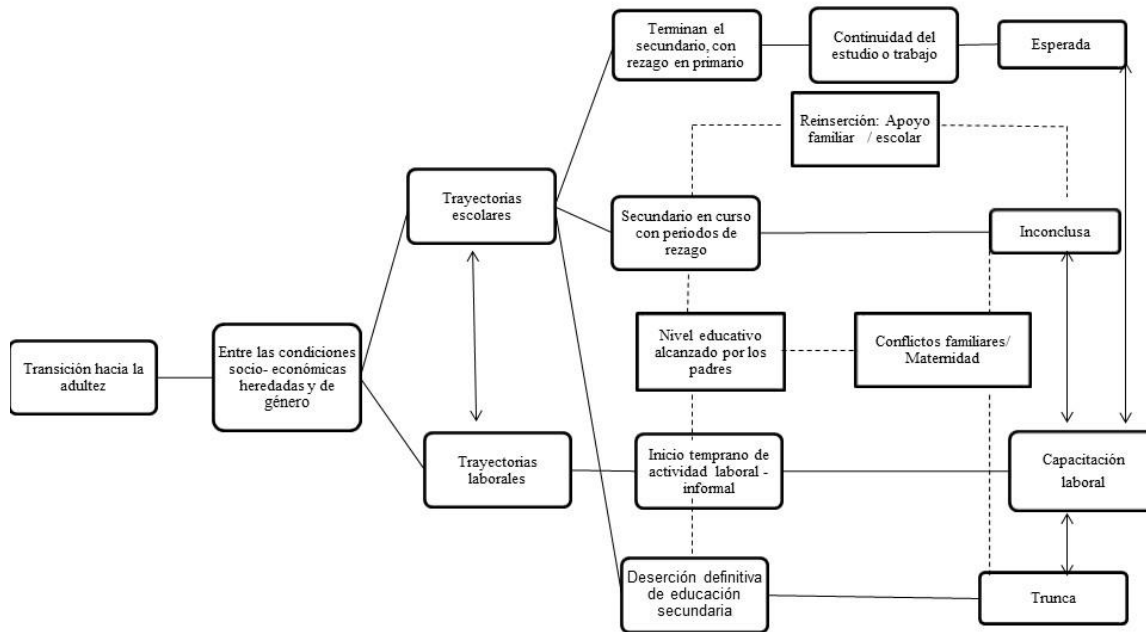 Terminan el
secundario, con
rezago en primario
Continuidad del
estudio o trabajo
Esperada
Reinserción: Apoyo
familiar / escolar
Trayectorias
escolares
Secundario en curso
con periodos de
rezago
Inconclusa
Transición hacia la
adultez
Entre las condiciones
socio- económicas
heredadas y de
género
Nivel educativo
alcanzado por los
padres
Conflictos familiares/
Maternidad
Trayectorias
laborales
Inicio temprano de
actividad laboral -
informal
Capacitación
laboral
Deserción definitiva
de educación
secundaria
Trunca